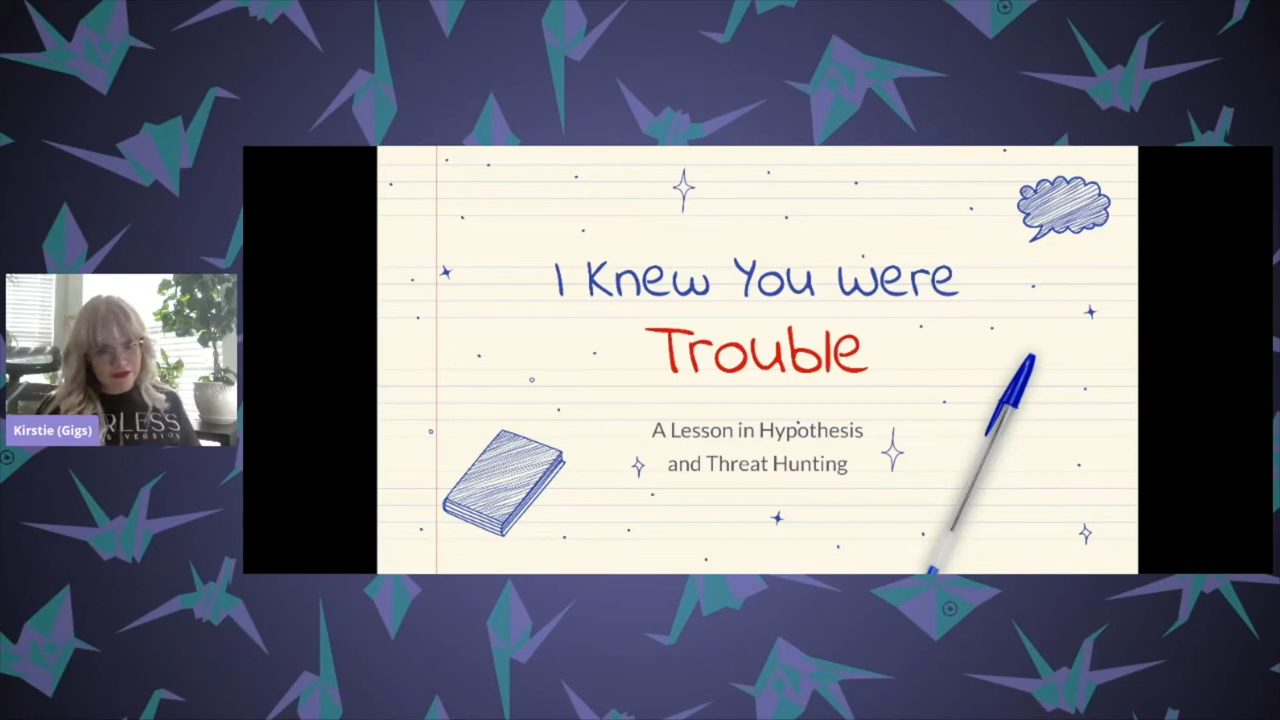 I Knew You Were
Trouble
A Lesson in Hypothesis
and Threat Hunting
Kirstie (Gigs)